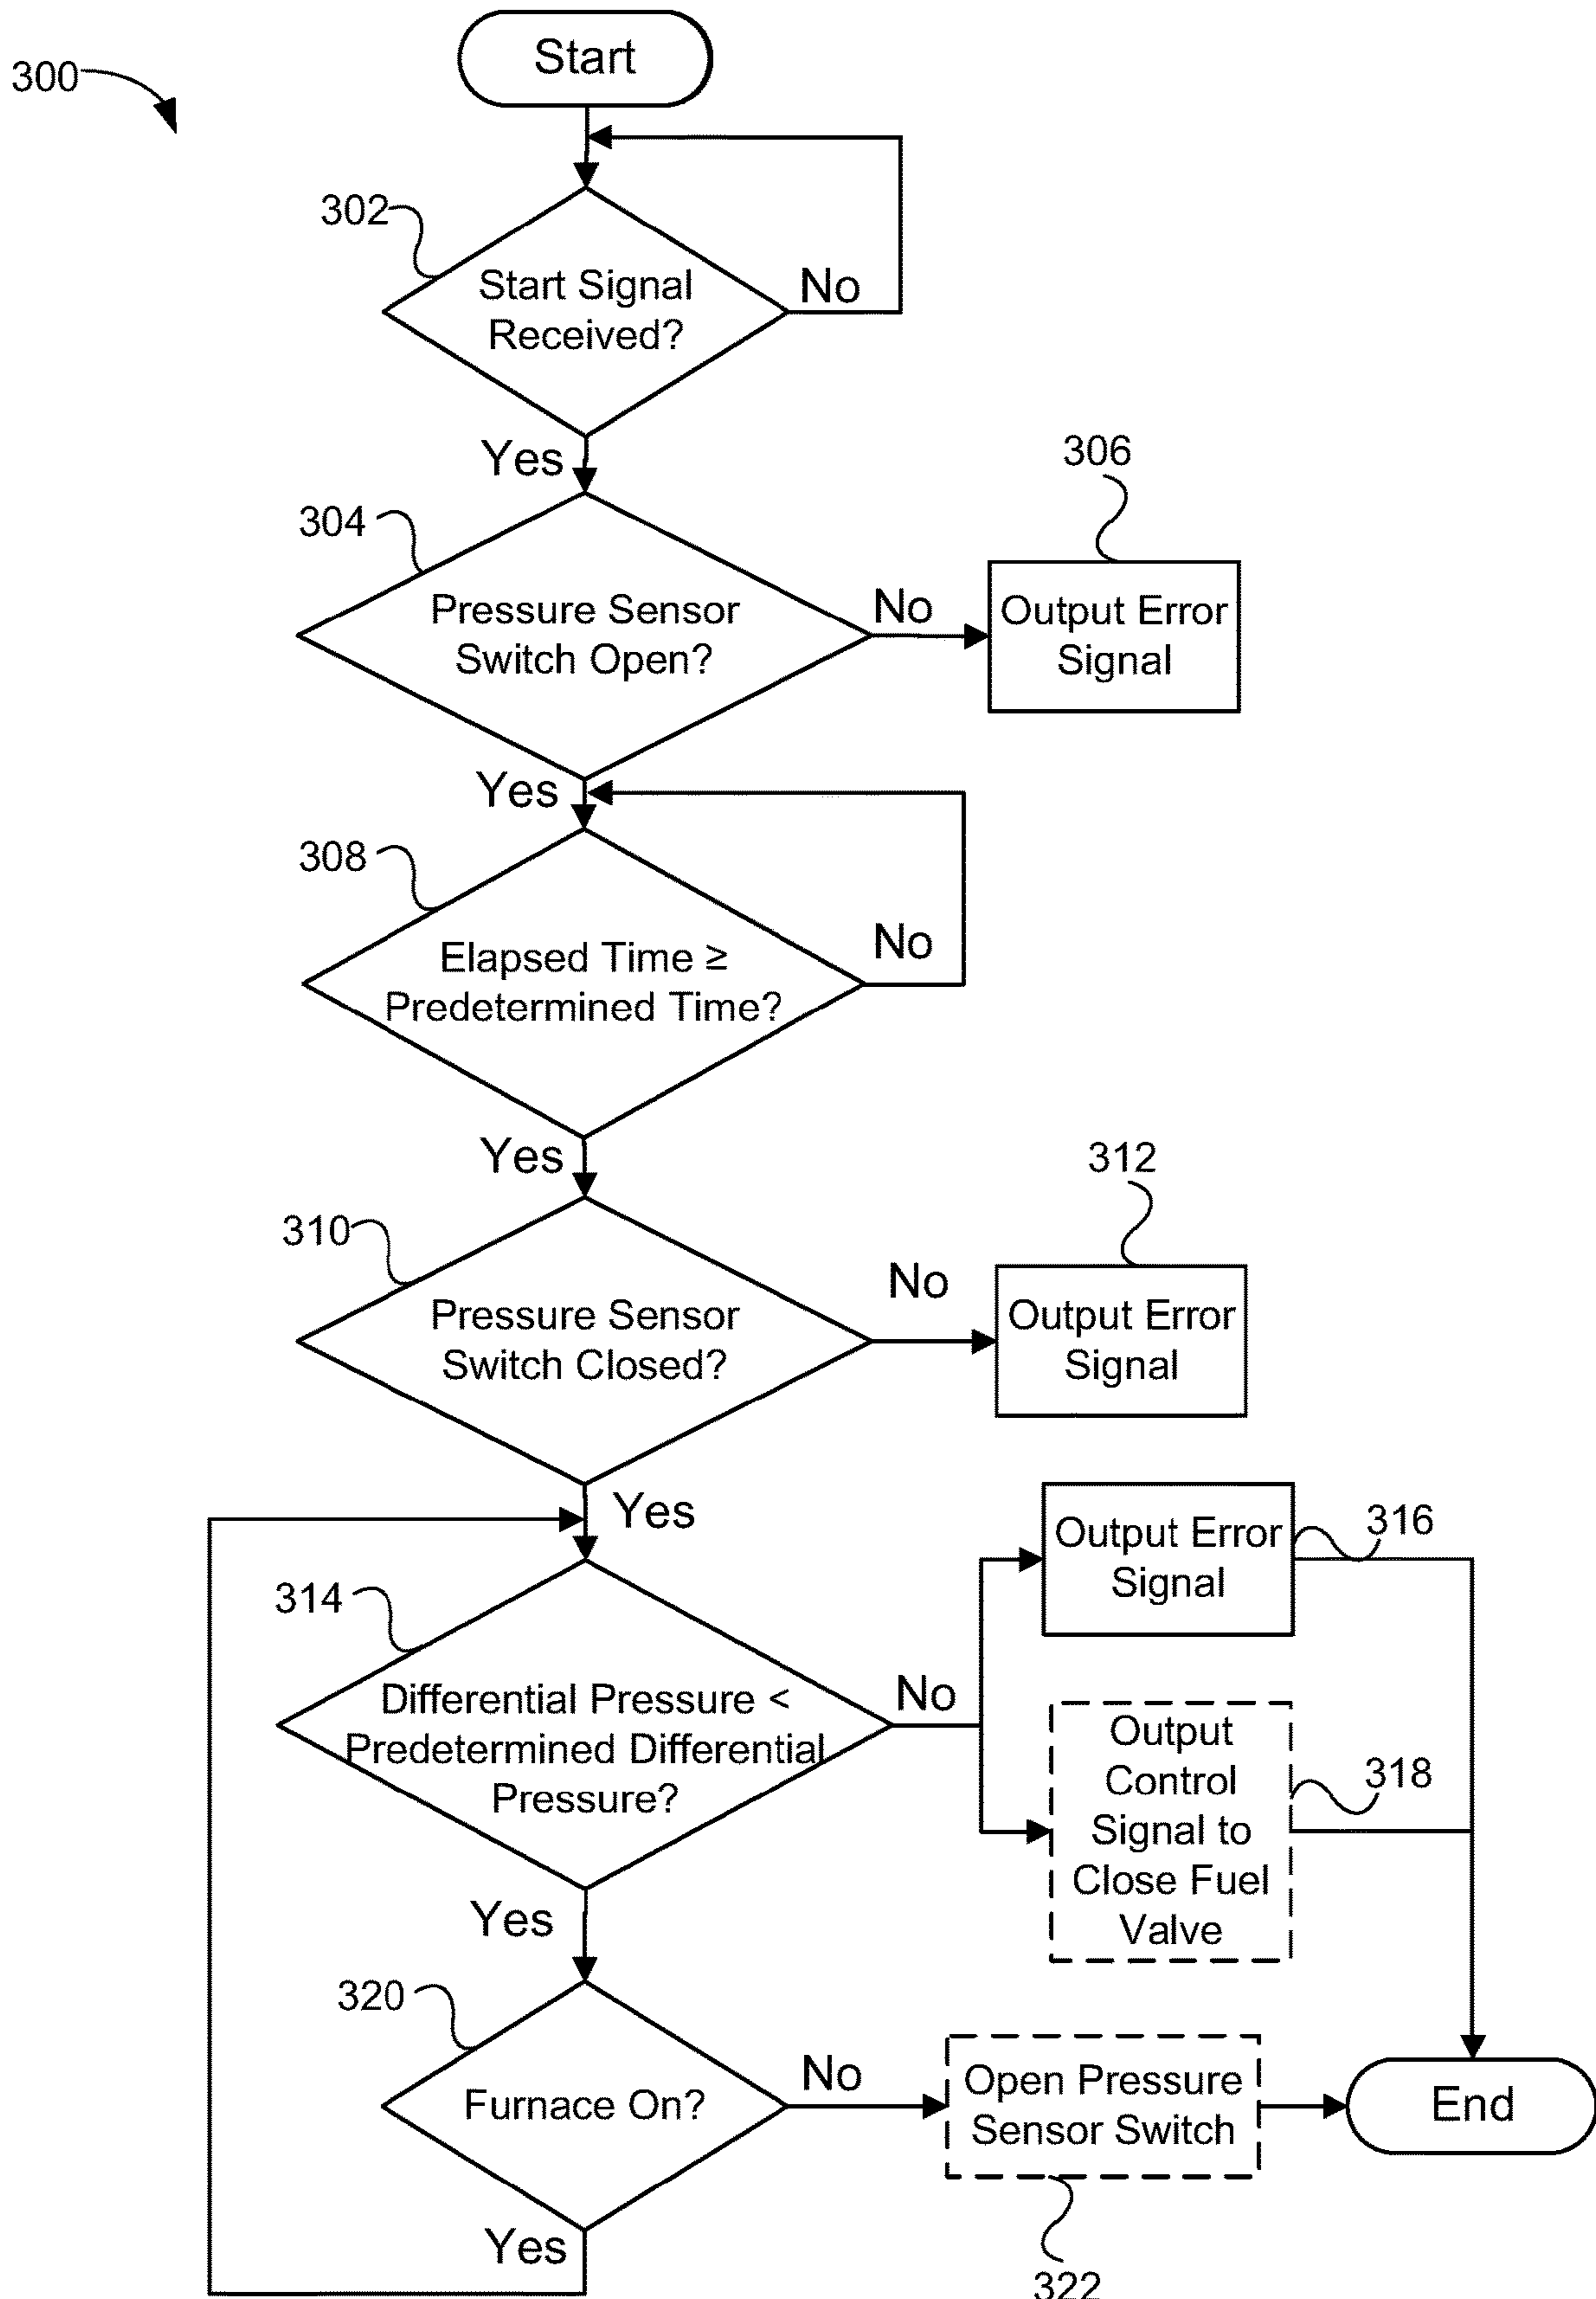 Start
300
302
Start Signal
Received?
No
Yes
306
304
Pressure Sensor
Switch Open?
No
Output Error
Signal
Yes
308
Elapsed Time ≥
Predetermined Time?
No
Yes
312
310
Pressure Sensor
Switch Closed?
No
Output Error
Signal
Yes
Output Error
Signal
316
314
Differential Pressure <
Predetermined Differential
Pressure?
No
Output
Control
Signal to
Close Fuel
Valve
318
Yes
320
Furnace On?
No
Open Pressure
Sensor Switch
End
Yes
322